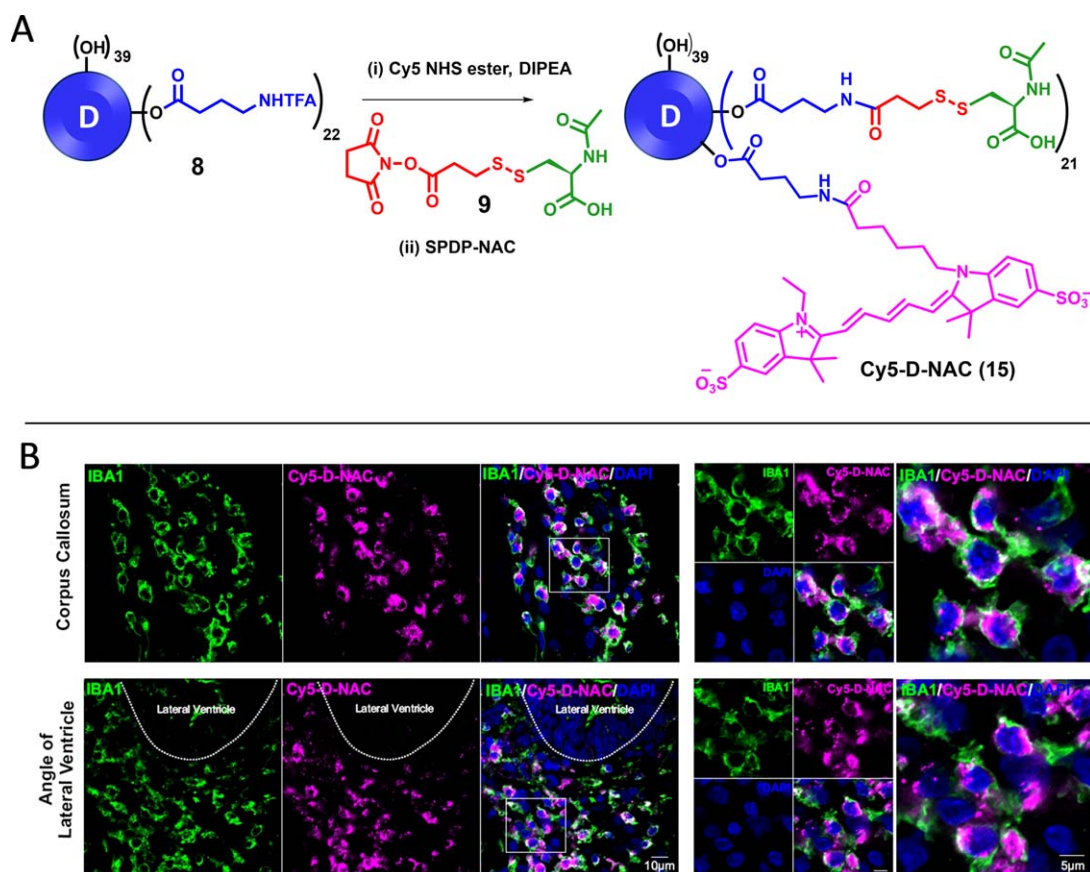 A
(OH)39
D
O
O
NHTFA
22
8
(i) Cy5 NHS ester, DIPEA
O
N-O
O
O
S-S
O
HN
O
OH
9
(ii) SPDP-NAC
(OH)39
D
O
O
H
N
O
S-S
O
NH
O
OH
21
O
O
H
N
O
N
SO3-
N+
-O3S
Cy5-D-NAC (15)
B
Corpus Callosum
IBA1
Cy5-D-NAC
IBA1/Cy5-D-NAC/DAPI
IBA1
Cy5-D-NAC
DAPI
IBA1/Cy5-D-NAC/DAPI
Angle of
Lateral Ventricle
IBA1
Lateral Ventricle
Cy5-D-NAC
Lateral Ventricle
IBA1/Cy5-D-NAC/DAPI
Lateral Ventricle
10µm
IBA1
Cy5-D-NAC
DAPI
IBA1/Cy5-D-NAC/DAPI
5µm